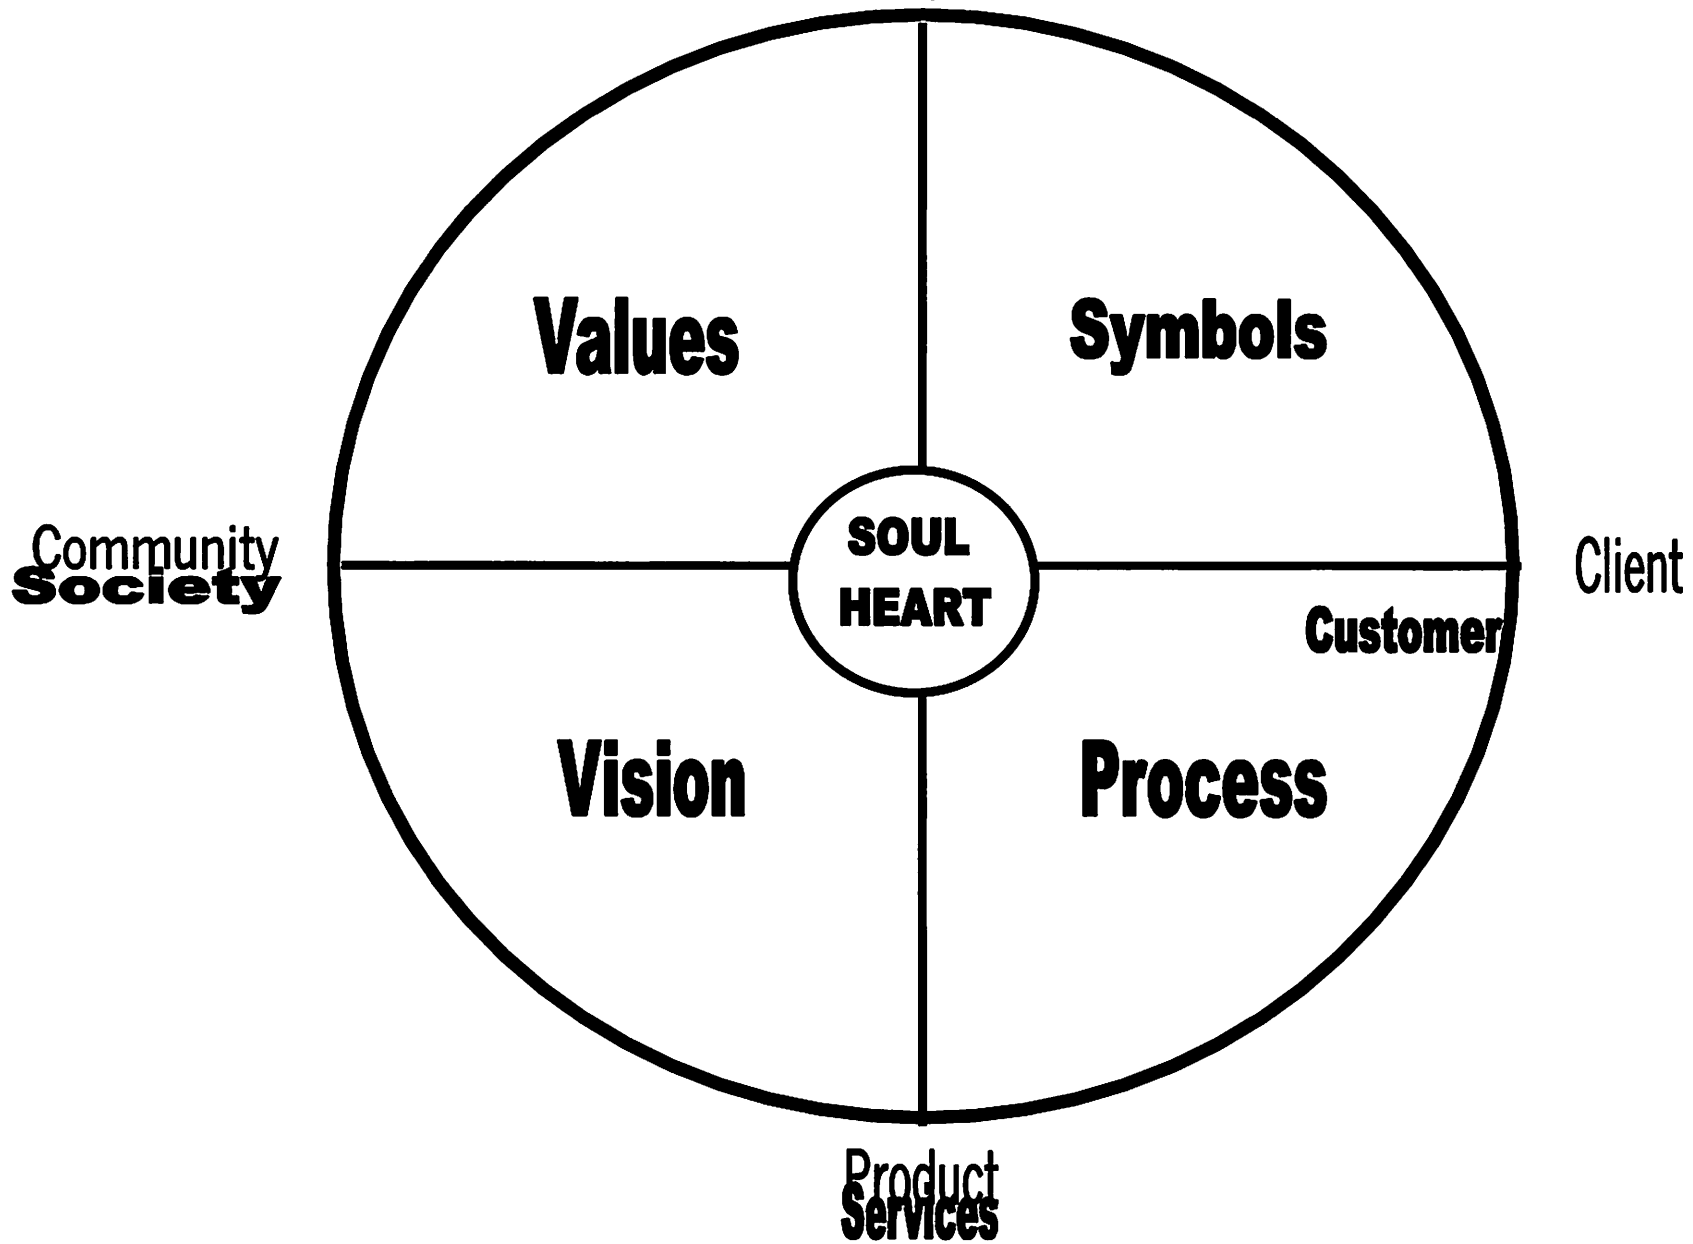 Values
Symbols
Community
Society
SOUL
HEART
Client
Customer
Vision
Process
Product
Services